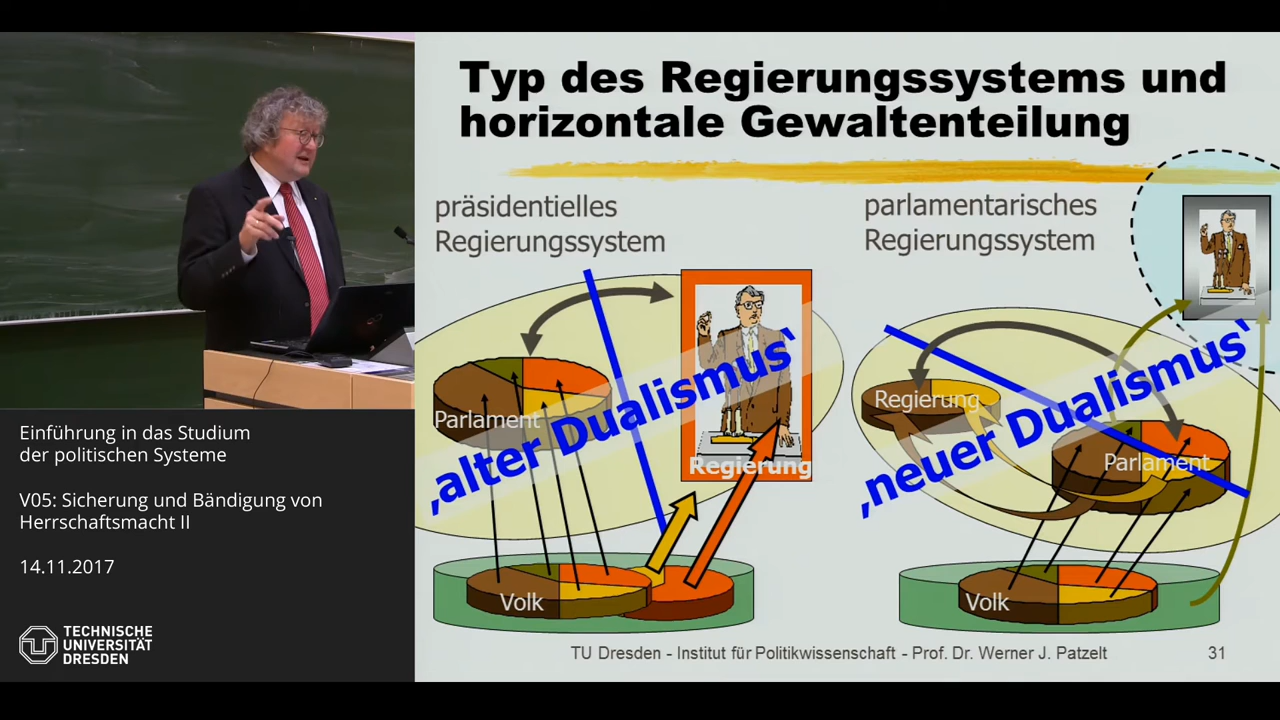 Typ des Regierungssystems und
horizontale Gewaltenteilung
präsidentielles
Regierungssystem
parlamentarisches
Regierungssystem
Parlament
Regierung
‚alter Dualismus‘
Volk
Regierung
Parlament
‚neuer Dualismus‘
Volk
TU Dresden - Institut für Politikwissenschaft - Prof. Dr. Werner J. Patzelt
31
Einführung in das Studium
der politischen Systeme
V05: Sicherung und Bändigung von
Herrschaftsmacht II
14.11.2017
TECHNISCHE
UNIVERSITÄT
DRESDEN